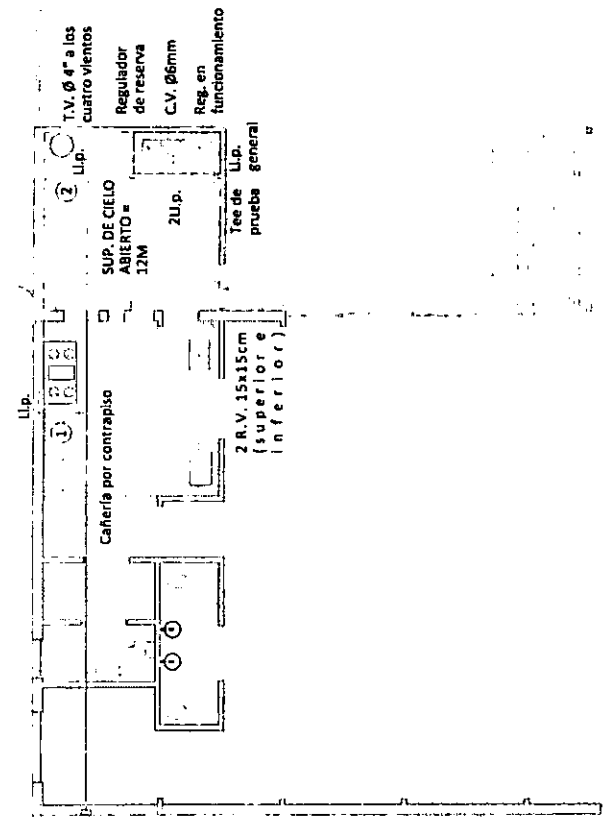 T.V. Ø 4" a los
cuatro vientos
Regulador
de reserva
C.V. Ø6mm
Reg. en
funcionamiento
Ll.p.
2
SUP. DE CIELO
ABIERTO =
12M
2Ll.p.
Tee de
prueba
Ll.p.
general
Ll.p.
1
Cañería por contrapiso
2 R.V. 15x15cm
(superior e
inferior)